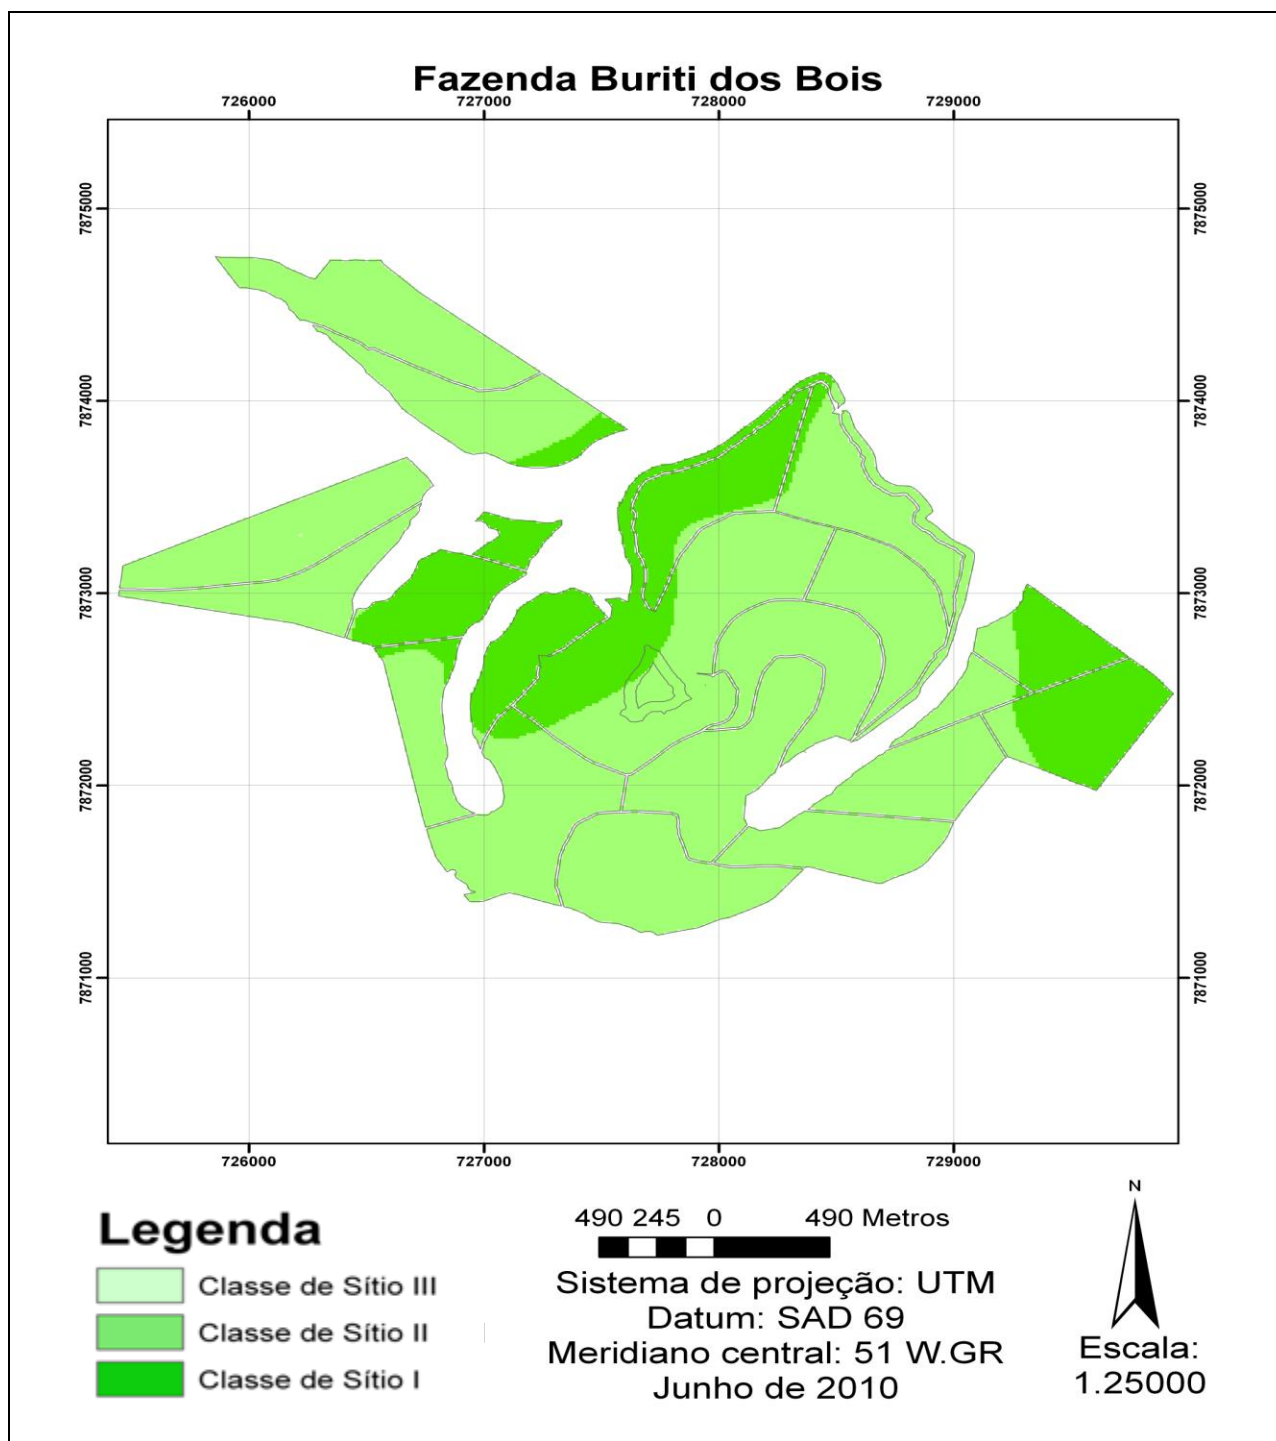 Fazenda Buriti dos Bois
726000 727000 728000 729000
7875000 7875000
7874000 7874000
7873000 7873000
7872000 7872000
7871000 7871000
726000 727000 728000 729000
Legenda
Classe de Sítio III
Classe de Sítio II
Classe de Sítio I
490 245 0 490 Metros
Sistema de projeção: UTM
Datum: SAD 69
Meridiano central: 51 W.GR
Junho de 2010
N
Escala:
1.25000